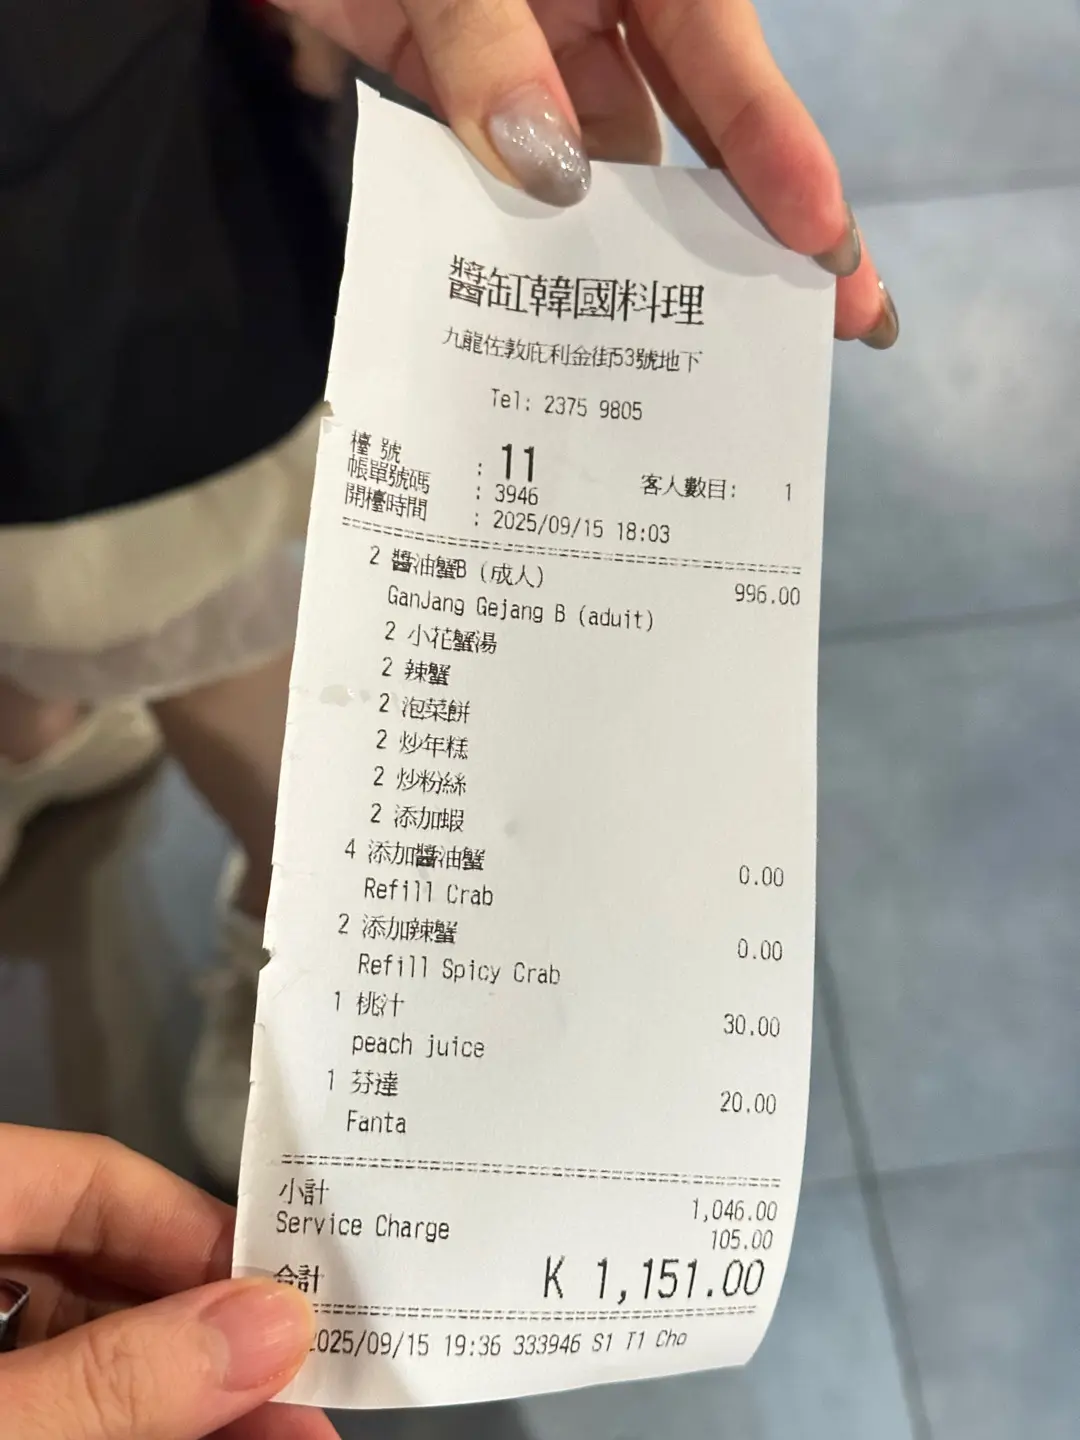 醬缸韓國料理
九龍佐敦庇利金街53號地下
Tel: 2375 9805
檯 號 : 11
帳單號碼 : 3946 客人數目: 1
開檯時間 : 2025/09/15 18:03
2 醬油蟹B (成人) 996.00
GanJang Gejang B (aduit)
2 小花蟹湯
2 辣蟹
2 泡菜餅
2 炒年糕
2 炒粉絲
2 添加蝦
4 添加醬油蟹 0.00
Refill Crab
2 添加辣蟹 0.00
Refill Spicy Crab
1 桃汁 30.00
peach juice
1 芬達 20.00
Fanta
小計 1,046.00
Service Charge 105.00
合計 K 1,151.00
2025/09/15 19:36 333946 S1 T1 Cho